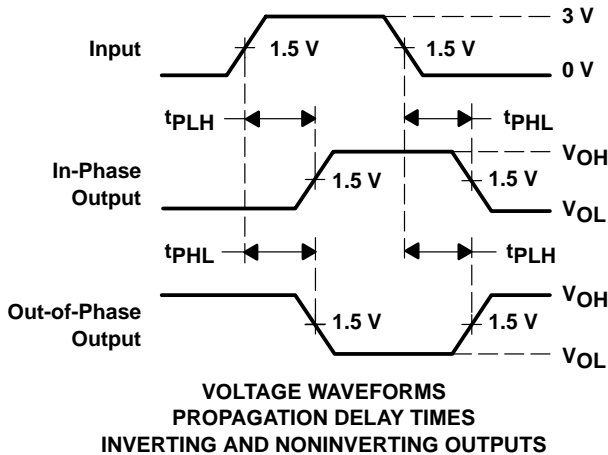 3 V
Input
1.5 V
1.5 V
0 V
tPLH
tPHL
VOH
In-Phase
Output
1.5 V
1.5 V
VOL
tPHL
tPLH
VOH
Out-of-Phase
Output
1.5 V
1.5 V
VOL
VOLTAGE WAVEFORMS
PROPAGATION DELAY TIMES
INVERTING AND NONINVERTING OUTPUTS